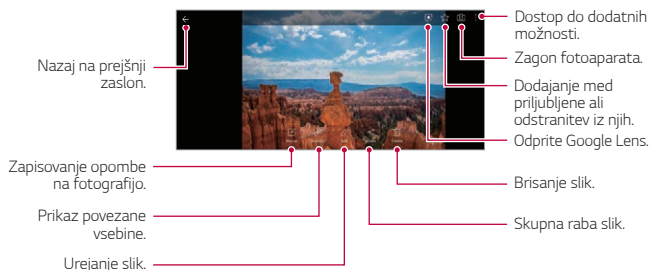 Nazaj na prejšnji
zaslon.
Zapisovanje opombe
na fotografijo.
Prikaz povezane
vsebine.
Urejanje slik.
Dostop do dodatnih
možnosti.
Zagon fotoaparata.
Dodajanje med
priljubljene ali
odstranitev iz njih.
Odprite Google Lens.
Brisanje slik.
Skupna raba slik.